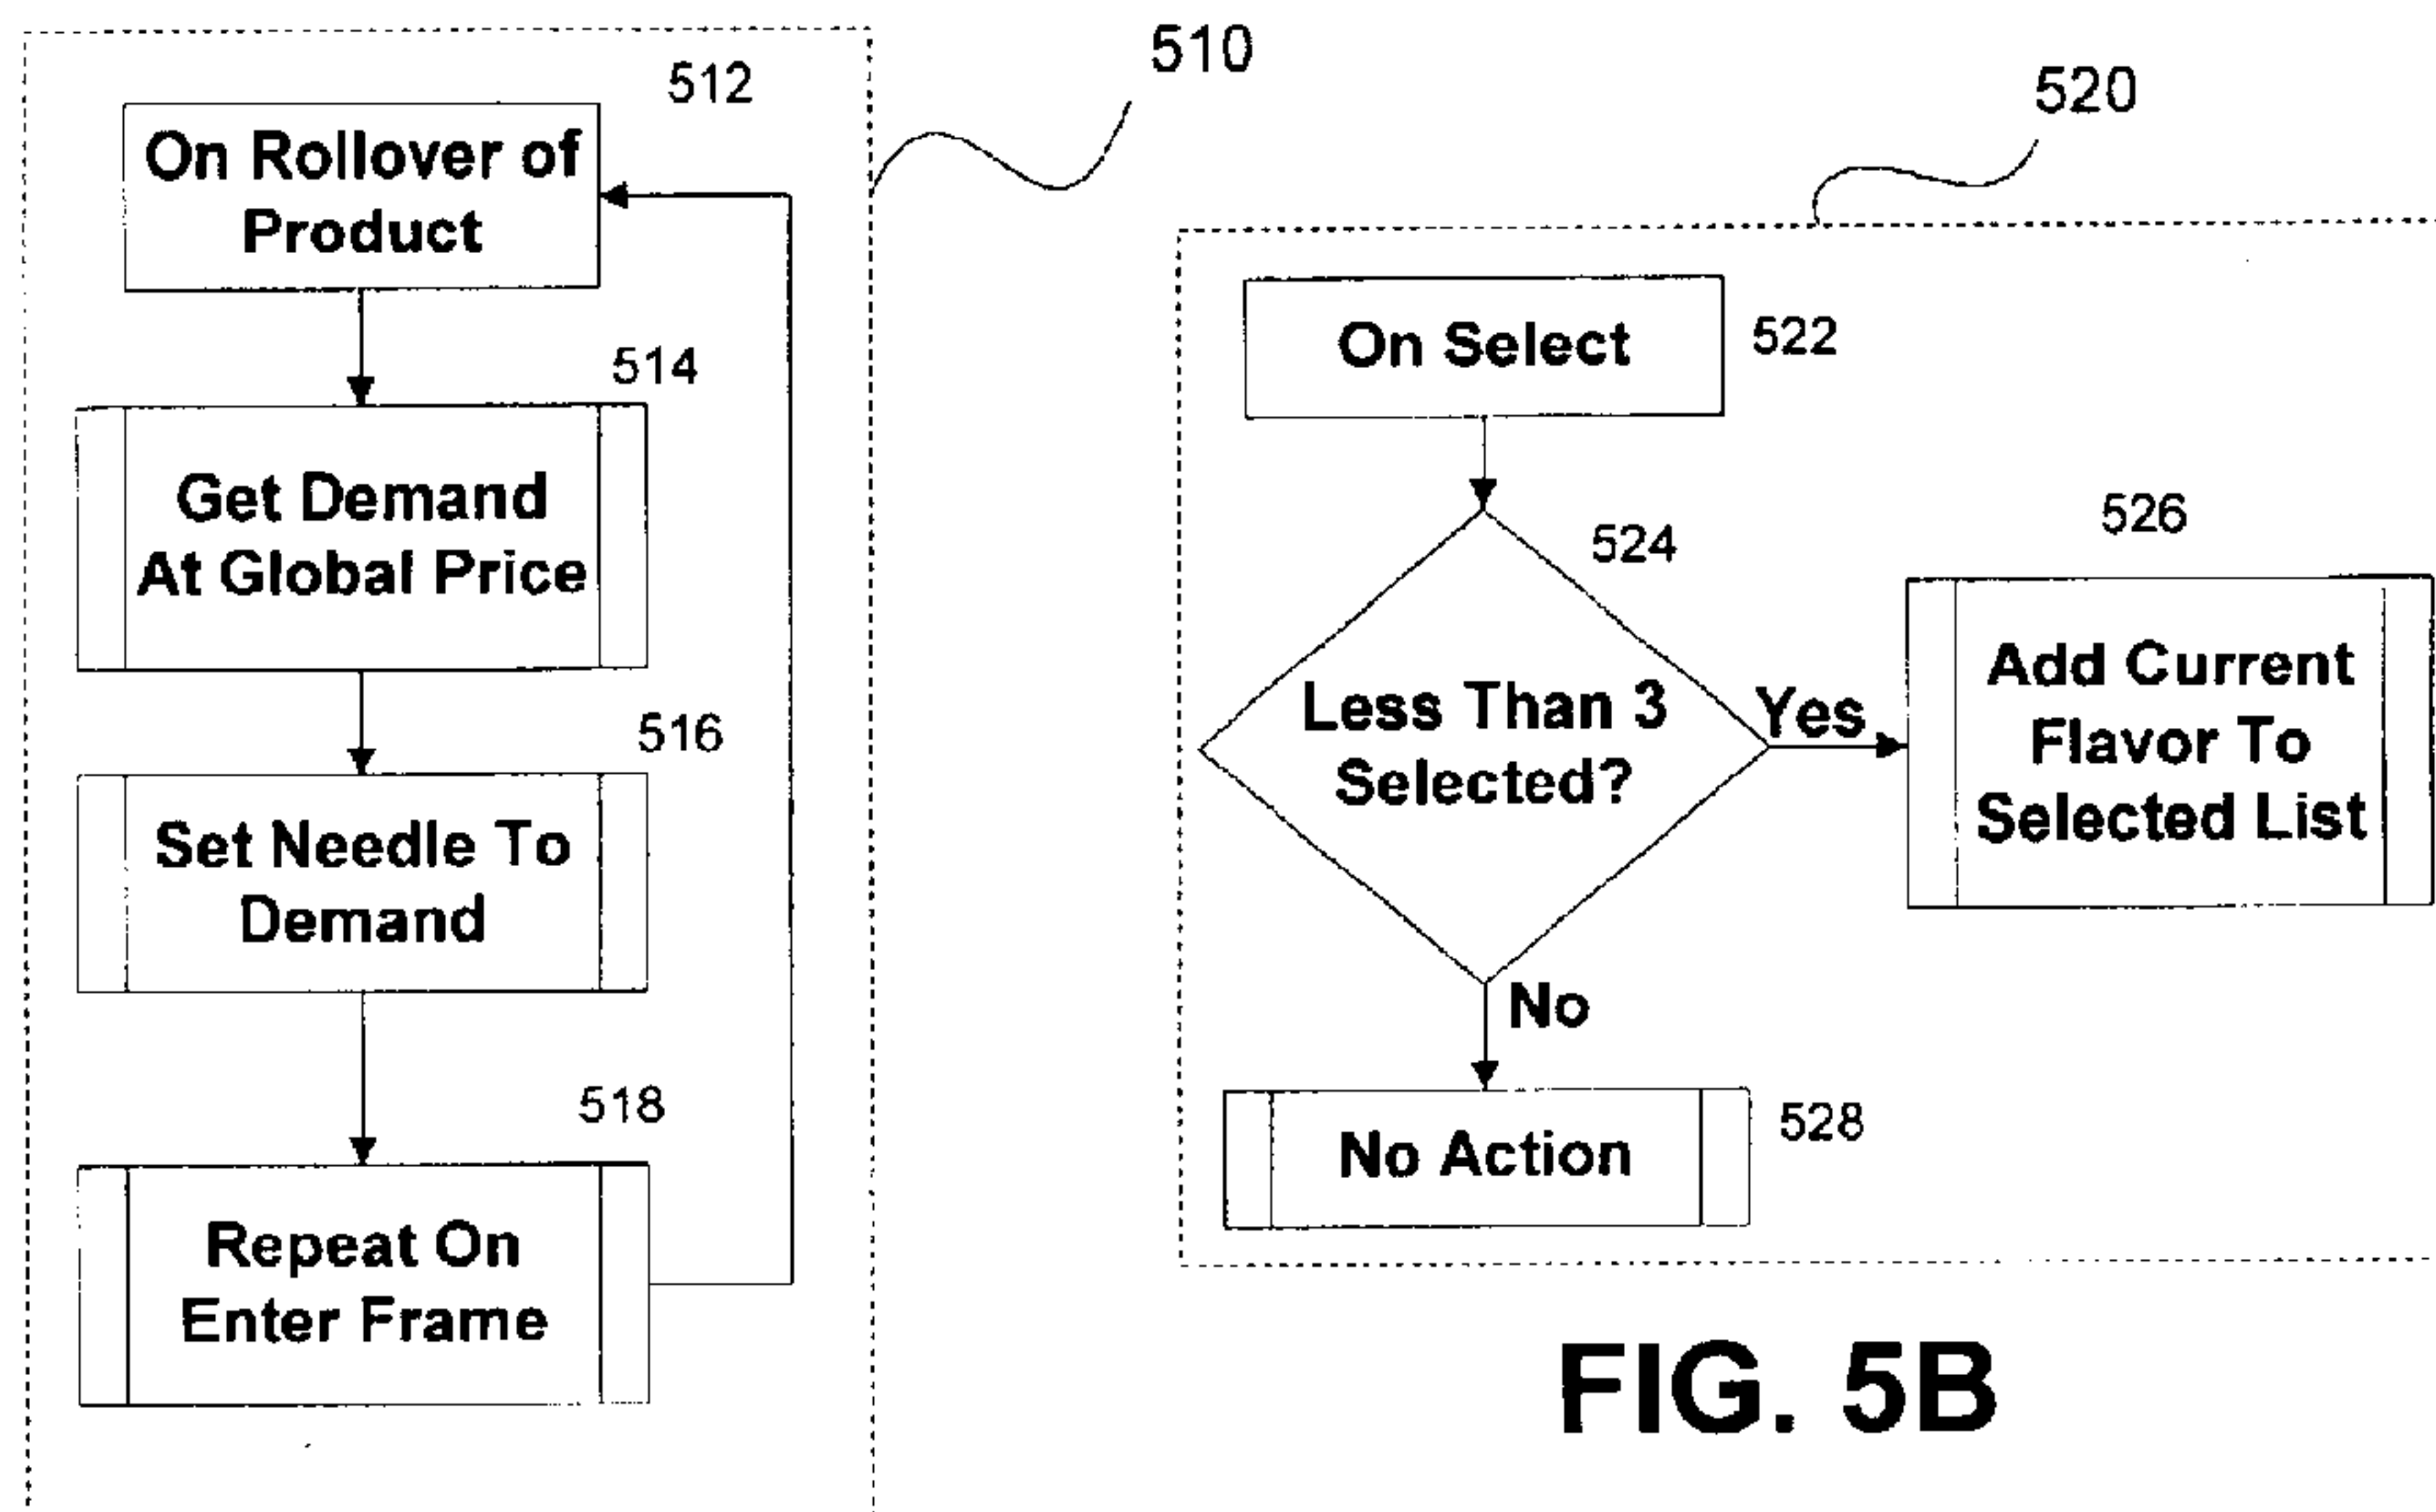 510
512
On Rollover of
Product
514
Get Demand
At Global Price
516
Set Needle To
Demand
518
Repeat On
Enter Frame
520
On Select
522
524
Less Than 3
Selected?
Yes
526
Add Current
Flavor To
Selected List
No
No Action
528
FIG. 5B